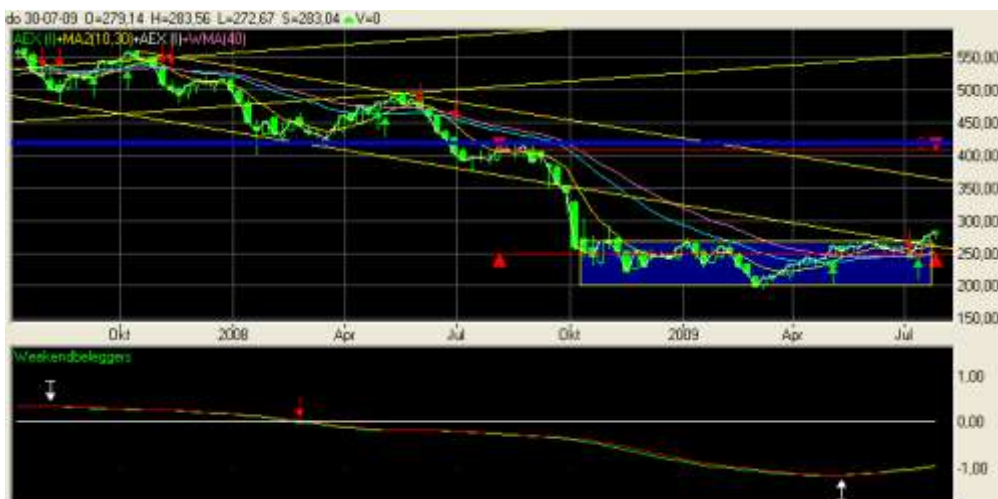 do 30-07-09 O=279,14 H=283,56 L=272,67 S=283,04 V=0
AEX (I)+MA2(10,30)+AEX (I)+WMA(40)
550,00
500,00
450,00
400,00
350,00
300,00
250,00
200,00
150,00
Okt 2008 Apr Jul Okt 2009 Apr Jul
Weekendbeleggers
T
1.00
0.00
-1.00